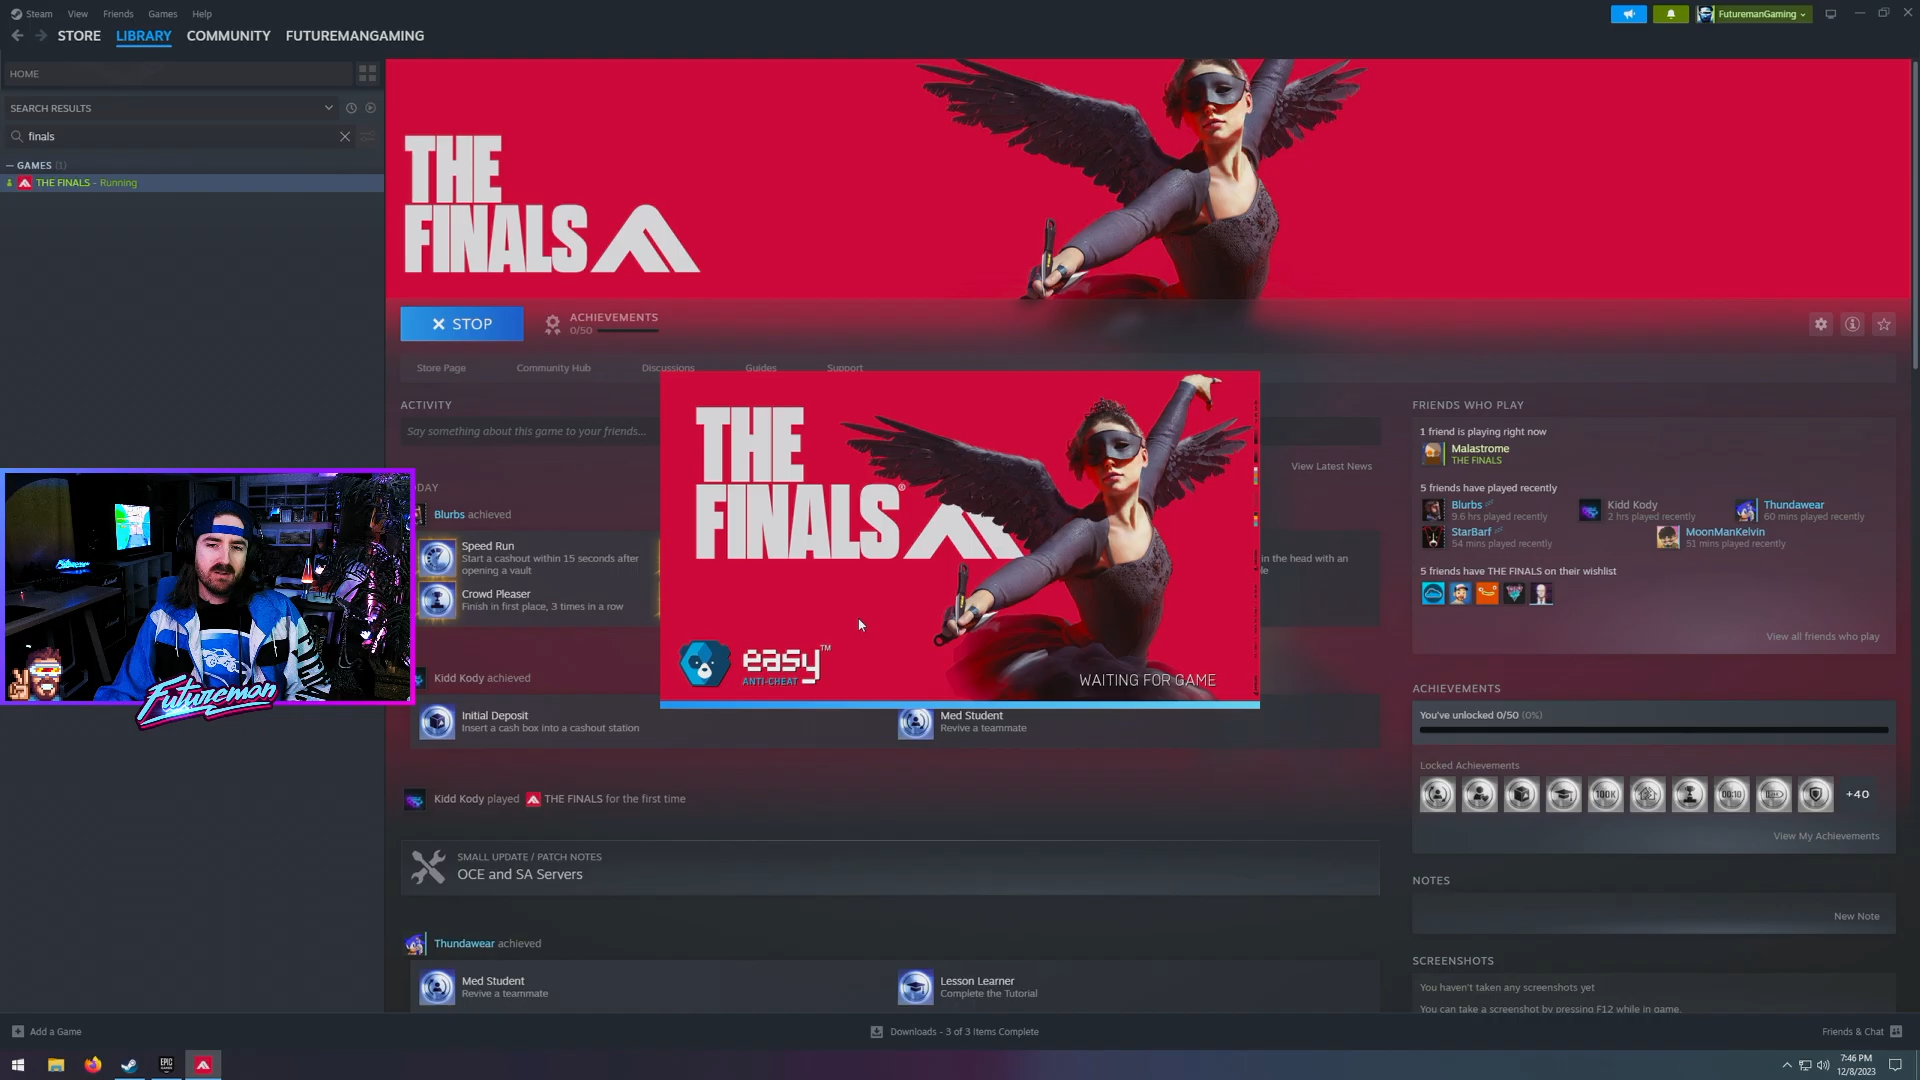 Steam View Friends Games Help
FuturemanGaming
STORE LIBRARY COMMUNITY FUTUREMANGAMING
HOME
SEARCH RESULTS
finals
GAMES (1)
THE FINALS - Running
THE
FINALS
STOP
ACHIEVEMENTS
0/50
Store Page Community Hub Discussions Guides Support
ACTIVITY
Say something about this game to your friends...
View Latest News
DAY
Blurbs achieved
Speed Run
Start a cashout within 15 seconds after
opening a vault
in the head with an
Crowd Pleaser
Finish in first place, 3 times in a row
THE
FINALS®
easy™
ANTI-CHEAT
WAITING FOR GAME
Kidd Kody achieved
Initial Deposit
Insert a cash box into a cashout station
Med Student
Revive a teammate
Kidd Kody played THE FINALS for the first time
SMALL UPDATE / PATCH NOTES
OCE and SA Servers
Thundawear achieved
Med Student
Revive a teammate
Lesson Learner
Complete the Tutorial
FRIENDS WHO PLAY
1 friend is playing right now
Malastrome
THE FINALS
5 friends have played recently
Blurbs
9.6 hrs played recently
Kidd Kody
2 hrs played recently
Thundawear
60 mins played recently
StarBarf
54 mins played recently
MoonManKelvin
51 mins played recently
5 friends have THE FINALS on their wishlist
View all friends who play
ACHIEVEMENTS
You've unlocked 0/50 (0%)
Locked Achievements
100K
00:10
+40
View My Achievements
NOTES
New Note
SCREENSHOTS
You haven't taken any screenshots yet
You can take a screenshot by pressing F12 while in game.
Futureman
Add a Game
Downloads - 3 of 3 Items Complete
Friends & Chat
EPIC
7:46 PM
12/8/2023